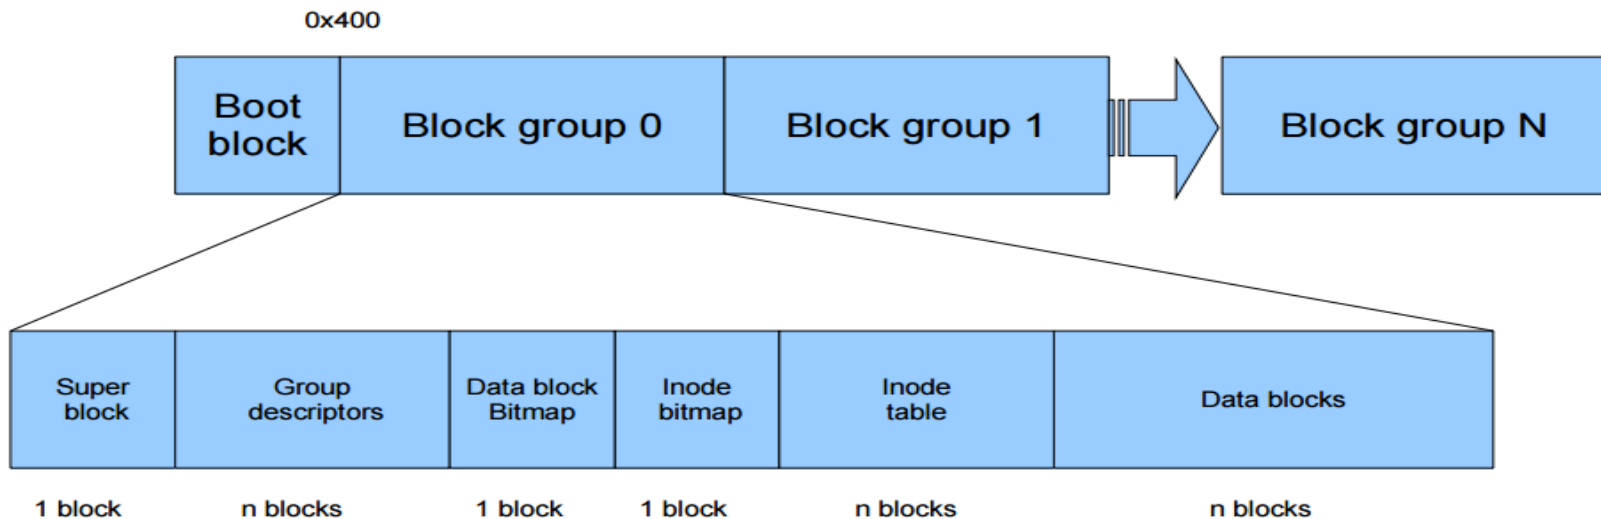 0x400
Boot
block
Block group 0
Block group 1
Block group N
Super
block
Group
descriptors
Data block
Bitmap
Inode
bitmap
Inode
table
Data blocks
1 block
n blocks
1 block
1 block
n blocks
n blocks